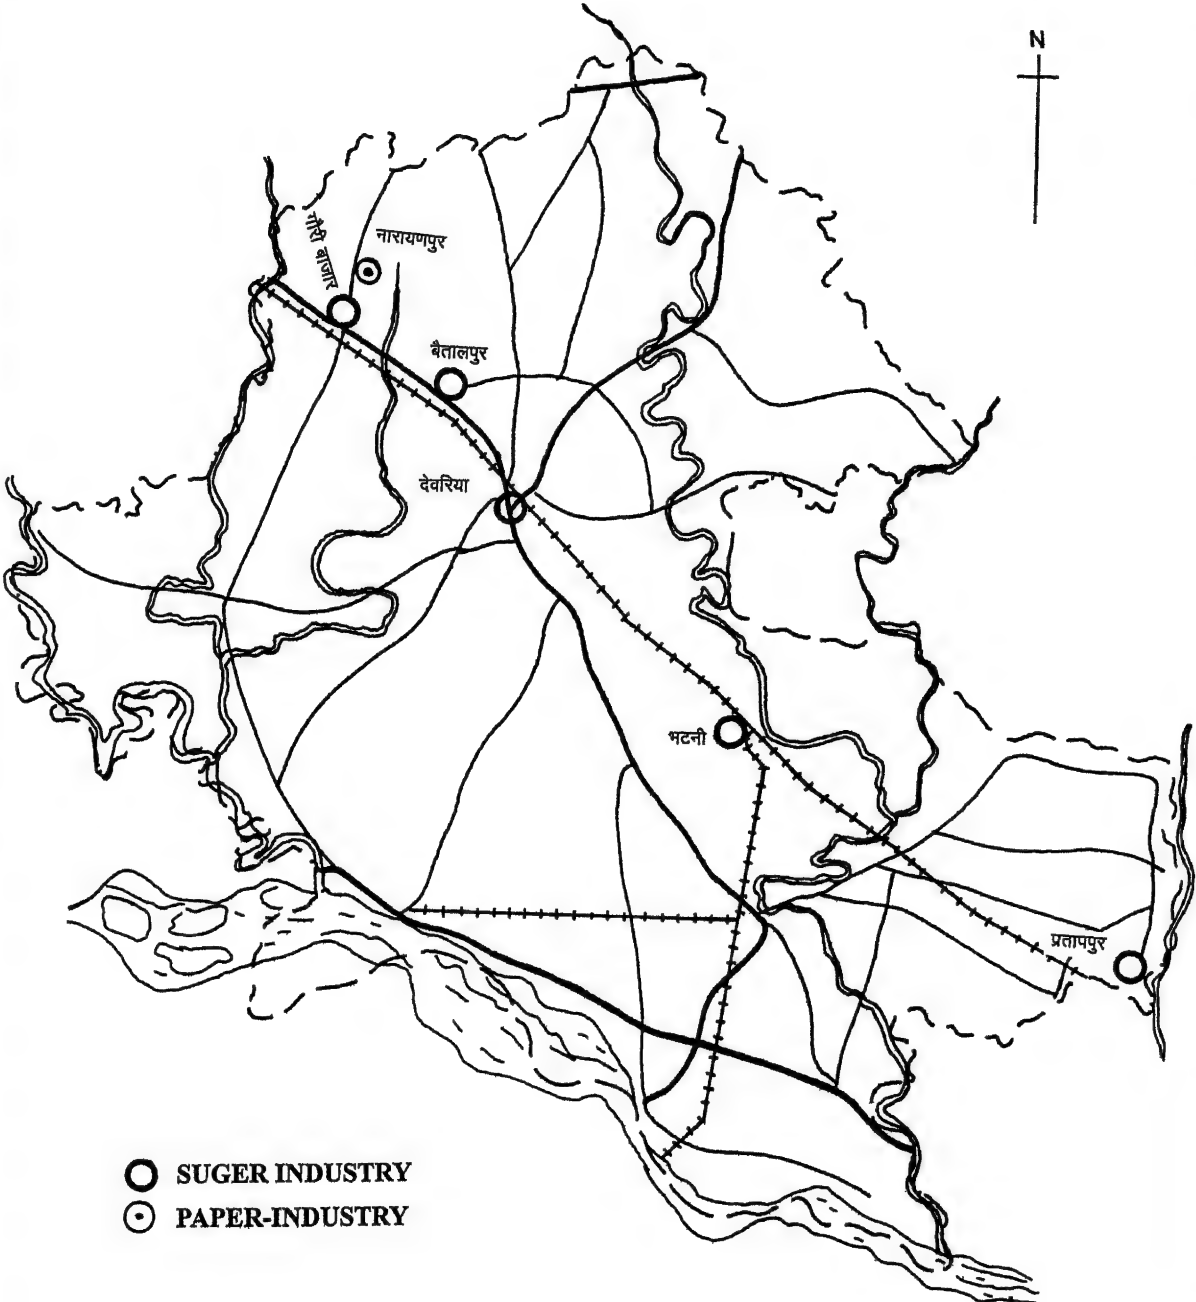 N
गौरी बाजार
नारायणपुर
बैतालपुर
देवरिया
भटनी
प्रतापपुर
SUGER INDUSTRY
PAPER-INDUSTRY